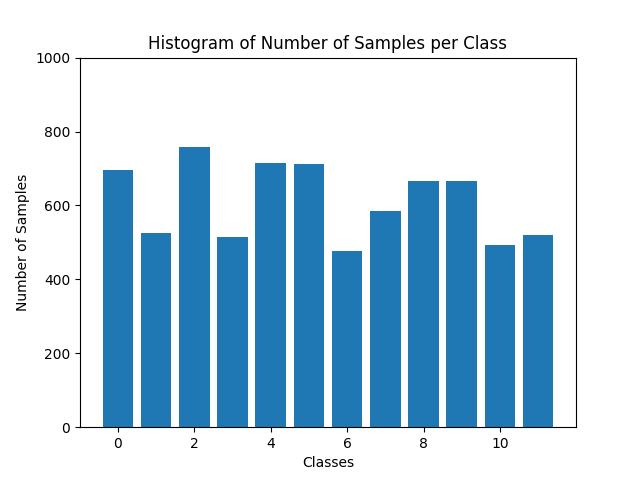 Histogram of Number of Samples per Class
1000
800
600
400
200
0
Number of Samples
0 2 4 6 8 10
Classes